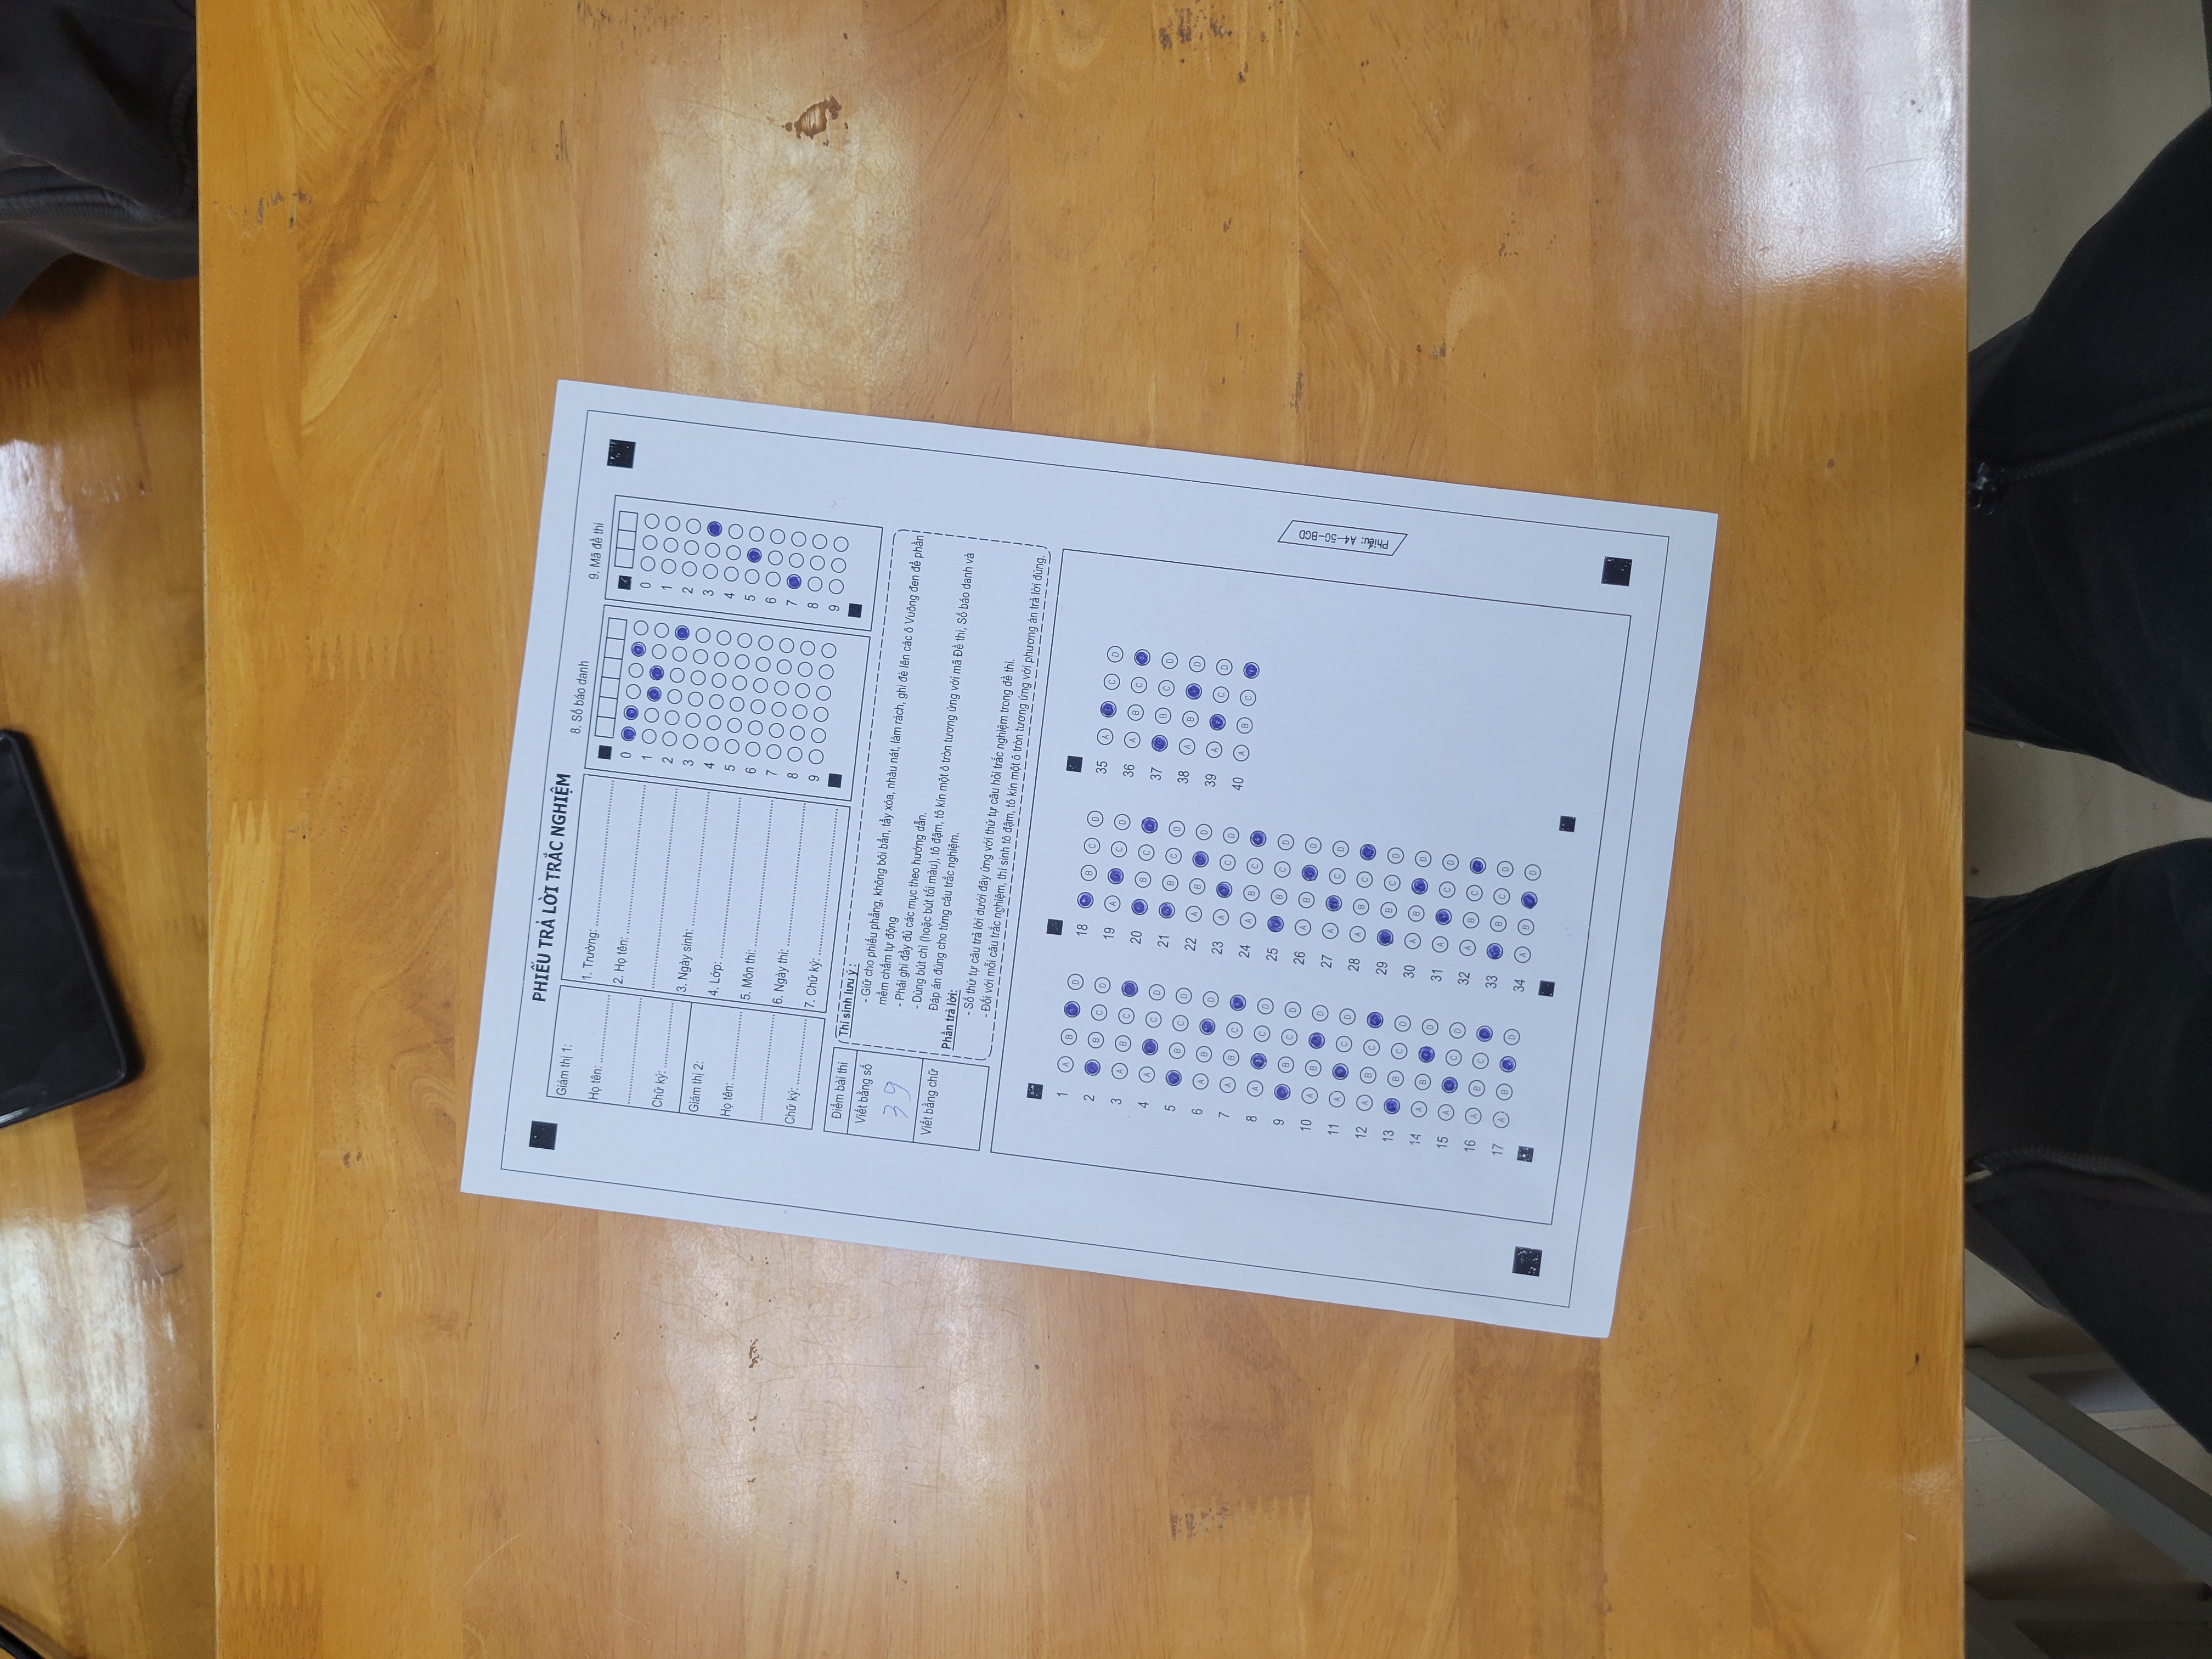 PHIẾU TRẢ LỜI TRẮC NGHIỆM
Giám thị 1:
Họ tên:
Chữ ký:
Giám thị 2:
Họ tên:
Chữ ký:
1. Trường:
2. Họ tên:
3. Ngày sinh:
4. Lớp:
5. Môn thi:
6. Ngày thi:
7. Chữ ký:
8. Số báo danh
0
1
2
3
4
5
6
7
8
9
9. Mã đề thi
0
1
2
3
4
5
6
7
8
9
Điểm bài thi
Viết bằng số
39
Viết bằng chữ
Thí sinh lưu ý :
- Giữ cho phiếu phẳng, không bôi bẩn, tẩy xóa, nhàu nát, làm rách, ghi đè lên các ô Vuông đen để phần
mềm chấm tự động
- Phải ghi đầy đủ các mục theo hướng dẫn.
- Dùng bút chì (hoặc bút tối màu), tô đậm, tô kín một ô tròn tương ứng với mã Đề thi, Số báo danh và
Đáp án đúng cho từng câu trắc nghiệm.
Phần trả lời:
- Số thứ tự câu trả lời dưới đây ứng với thứ tự câu hỏi trắc nghiệm trong đề thi.
- Đối với mỗi câu trắc nghiệm, thí sinh tô đậm, tô kín một ô tròn tương ứng với phương án trả lời đúng.
1 A B D
2 B C D
3 A B C
4 A C D
5 B C D
6 A B D
7 A B C
8 A C D
9 B C D
10 A B D
11 A C D
12 A B C
13 B C D
14 A B D
15 A C D
16 A B C
17 A B D
18 B C D
19 A C D
20 B C
21 B C D
22 A B D
23 A C D
24 A B C
25 B C D
26 A B D
27 A C D
28 A B C
29 B C D
30 A B D
31 A C D
32 A B C
33 B C D
34 A B D
35 A C D
36 A B C
37 B C D
38 A B D
39 A C D
40 A B C
Phiếu: A4-50-BGD